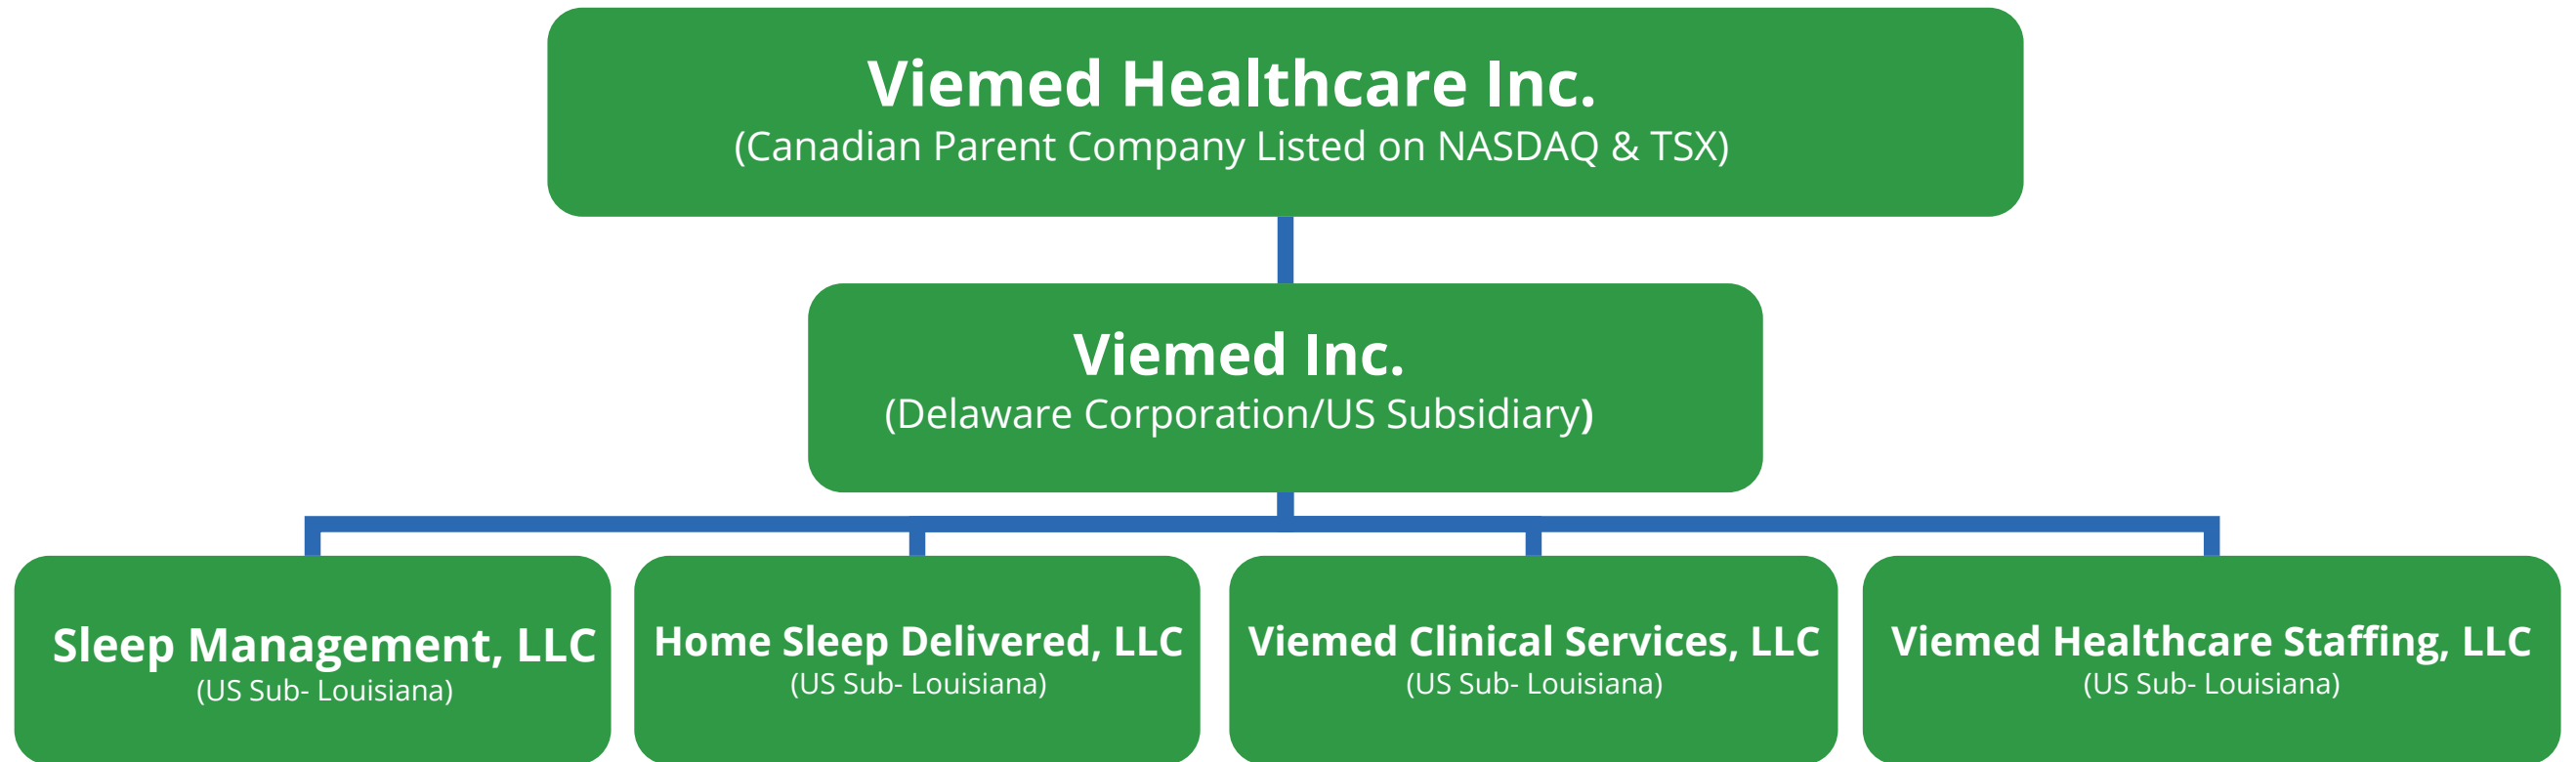 Viemed Healthcare Inc.
(Canadian Parent Company Listed on NASDAQ & TSX)
Viemed Inc.
(Delaware Corporation/US Subsidiary)
Sleep Management, LLC
(US Sub- Louisiana)
Home Sleep Delivered, LLC
(US Sub- Louisiana)
Viemed Clinical Services, LLC
(US Sub- Louisiana)
Viemed Healthcare Staffing, LLC
(US Sub- Louisiana)